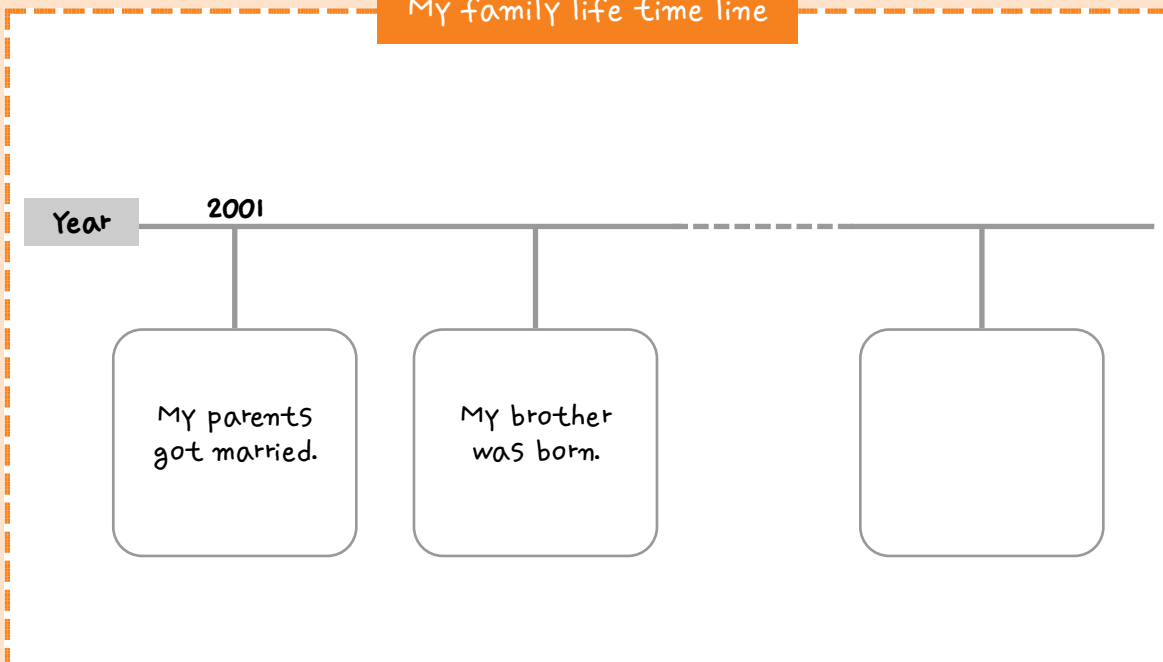 My family life time line
2001
Year
My parents
got married.
My brother
was born.